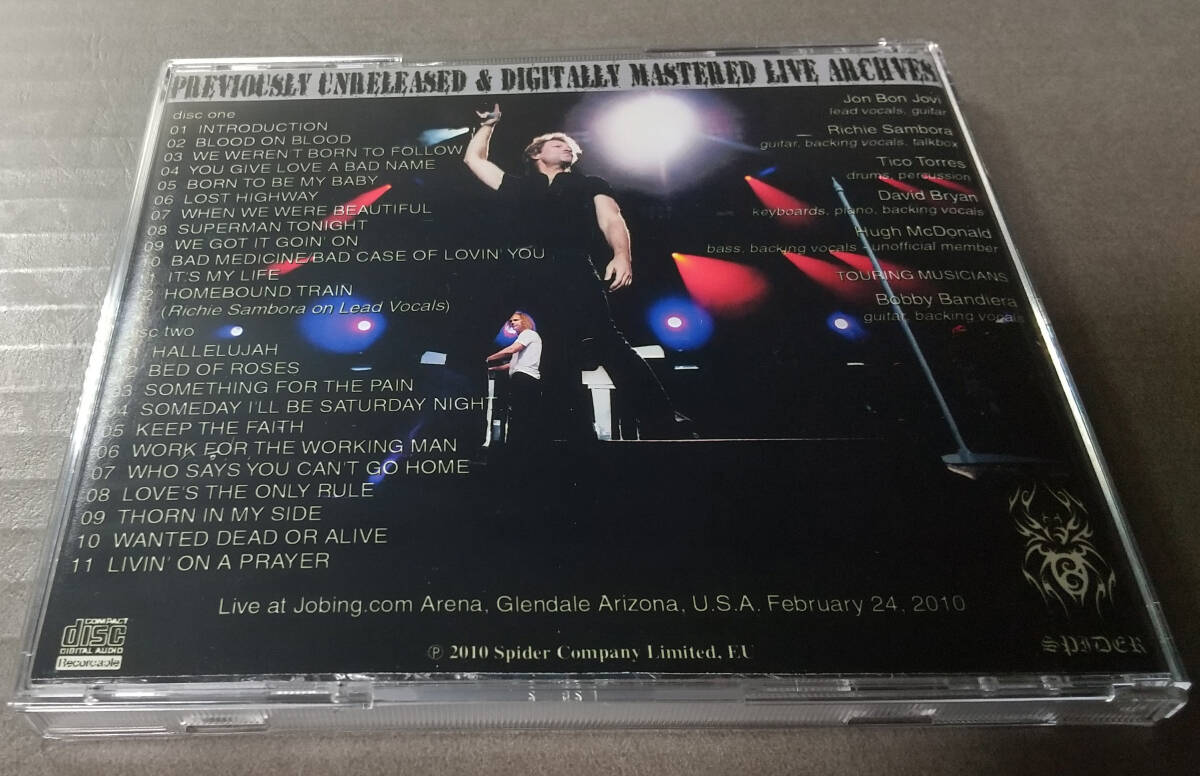 PREVIOUSLY UNRELEASED & DIGITALLY MASTERED LIVE ARCHVES
disc one
01 INTRODUCTION
02 BLOOD ON BLOOD
03 WE WEREN'T BORN TO FOLLOW
04 YOU GIVE LOVE A BAD NAME
05 BORN TO BE MY BABY
06 LOST HIGHWAY
07 WHEN WE WERE BEAUTIFUL
08 SUPERMAN TONIGHT
09 WE GOT IT GOIN' ON
10 BAD MEDICINE/BAD CASE OF LOVIN' YOU
11 IT'S MY LIFE
12 HOMEBOUND TRAIN
(Richie Sambora on Lead Vocals)
disc two
01 HALLELUJAH
02 BED OF ROSES
03 SOMETHING FOR THE PAIN
04 SOMEDAY I'LL BE SATURDAY NIGHT
05 KEEP THE FAITH
06 WORK FOR THE WORKING MAN
07 WHO SAYS YOU CAN'T GO HOME
08 LOVE'S THE ONLY RULE
09 THORN IN MY SIDE
10 WANTED DEAD OR ALIVE
11 LIVIN' ON A PRAYER
Jon Bon Jovi
lead vocals, guitar
Richie Sambora
guitar, backing vocals, talkbox
Tico Torres
drums, percussion
David Bryan
keyboards, piano, backing vocals
Hugh McDonald
bass, backing vocals - unofficial member
TOURING MUSICIANS
Bobby Bandiera
guitar, backing vocals
Live at Jobing.com Arena, Glendale Arizona, U.S.A. February 24, 2010
COMPACT
disc
DIGITAL AUDIO
Recordable
℗ 2010 Spider Company Limited, EU
SPIDER